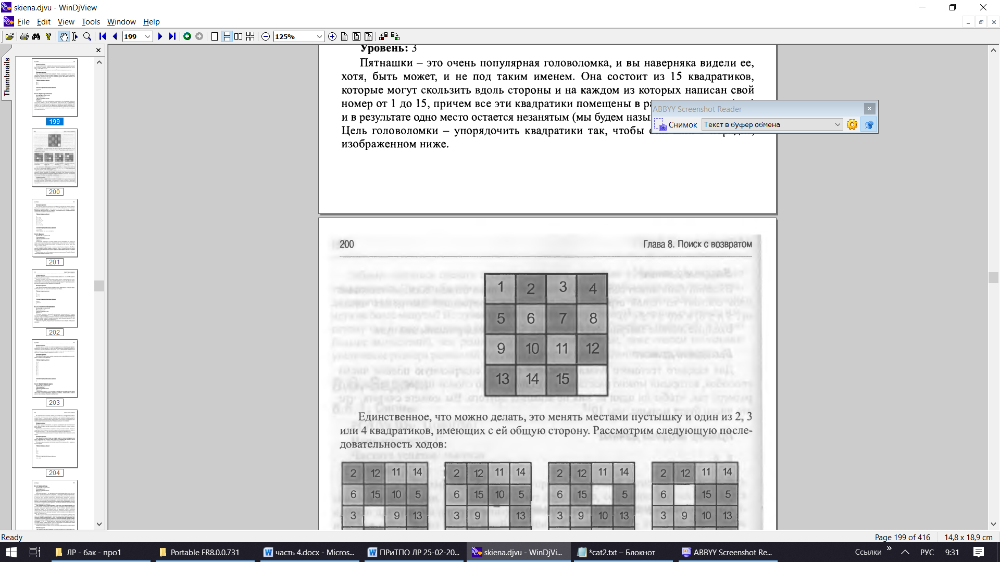 skiena.djvu - WinDjView
File Edit View Tools Window Help
199
125%
Thumbnails
199
200
201
202
203
204
Уровень: 3
Пятнашки – это очень популярная головоломка, и вы наверняка видели ее,
хотя, быть может, и не под таким именем. Она состоит из 15 квадратиков,
которые могут скользить вдоль стороны и на каждом из которых написан свой
номер от 1 до 15, причем все эти квадратики помещены в
и в результате одно место остается незанятым (мы будем
Цель головоломки – упорядочить квадратики так, чтобы
изображенном ниже.
ABBYY Screenshot Reader
Снимок
Текст в буфер обмена
200
Глава 8. Поиск с возвратом
1 2 3 4
5 6 7 8
9 10 11 12
13 14 15
Единственное, что можно делать, это менять местами пустышку и один из 2, 3
или 4 квадратиков, имеющих с ей общую сторону. Рассмотрим следующую после-
довательность ходов:
2 12 11 14 2 12 11 14 2 12 11 14 2 12 11 14
6 15 10 5 6 15 10 5 6 15 5 6 15 5
3 9 13 3 9 13 3 9 10 13 3 9 10 13
Ready
Page 199 of 416
14,8 x 18,9 cm
ЛР - бак - про1
Portable FR8.0.0.731
часть 4.docx - Micros...
ПРиТПО ЛР 25-02-20...
skiena.djvu - WinDjVi...
*cat2.txt – Блокнот
ABBYY Screenshot Re...
Ссылки
РУС
9:31